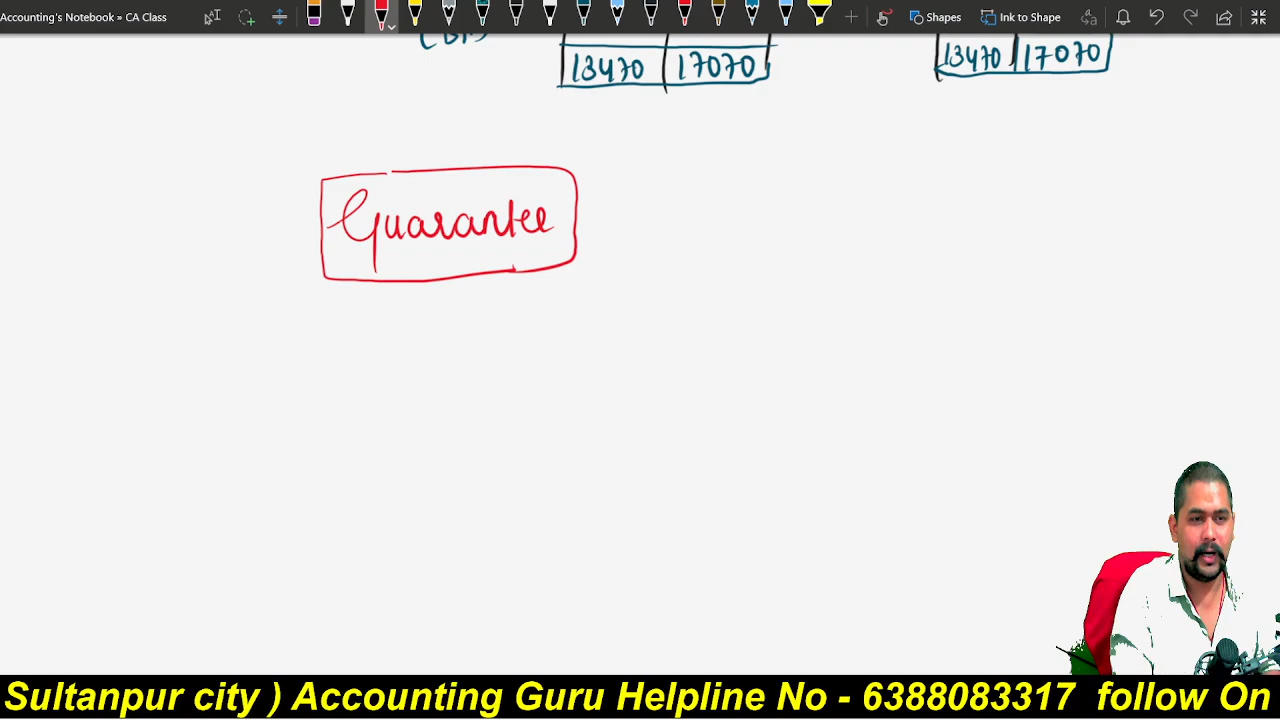 Accounting's Notebook » CA Class
Shapes
Ink to Shape
13470 17070
13470 17070
Guarantee
Sultanpur city ) Accounting Guru Helpline No - 6388083317 follow On